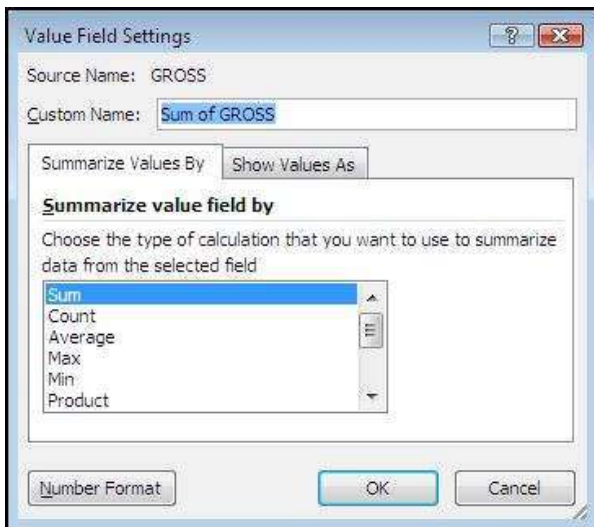 Value Field Settings
Source Name: GROSS
Custom Name: Sum of GROSS
Summarize Values By Show Values As
Summarize value field by
Choose the type of calculation that you want to use to summarize
data from the selected field
Sum
Count
Average
Max
Min
Product
Number Format OK Cancel